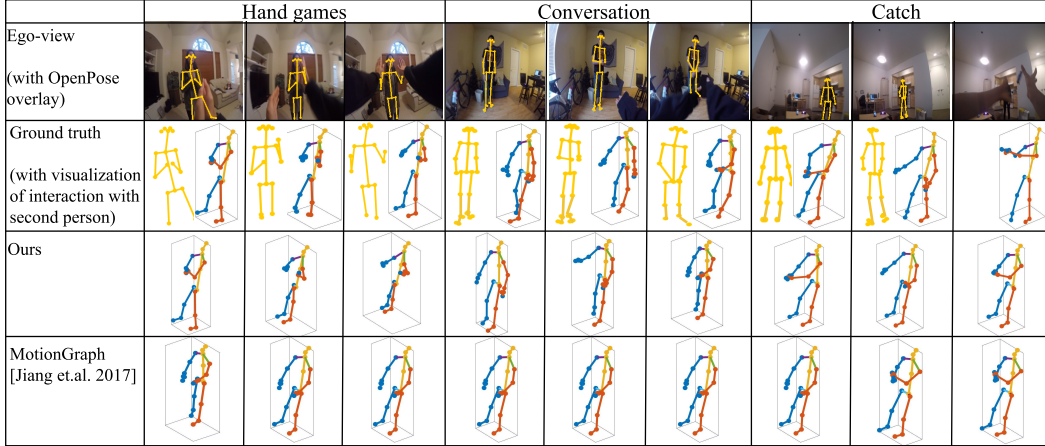 Hand games
Conversation
Catch
Ego-view
(with OpenPose
overlay)
Ground truth
(with visualization
of interaction with
second person)
Ours
MotionGraph
[Jiang et.al. 2017]